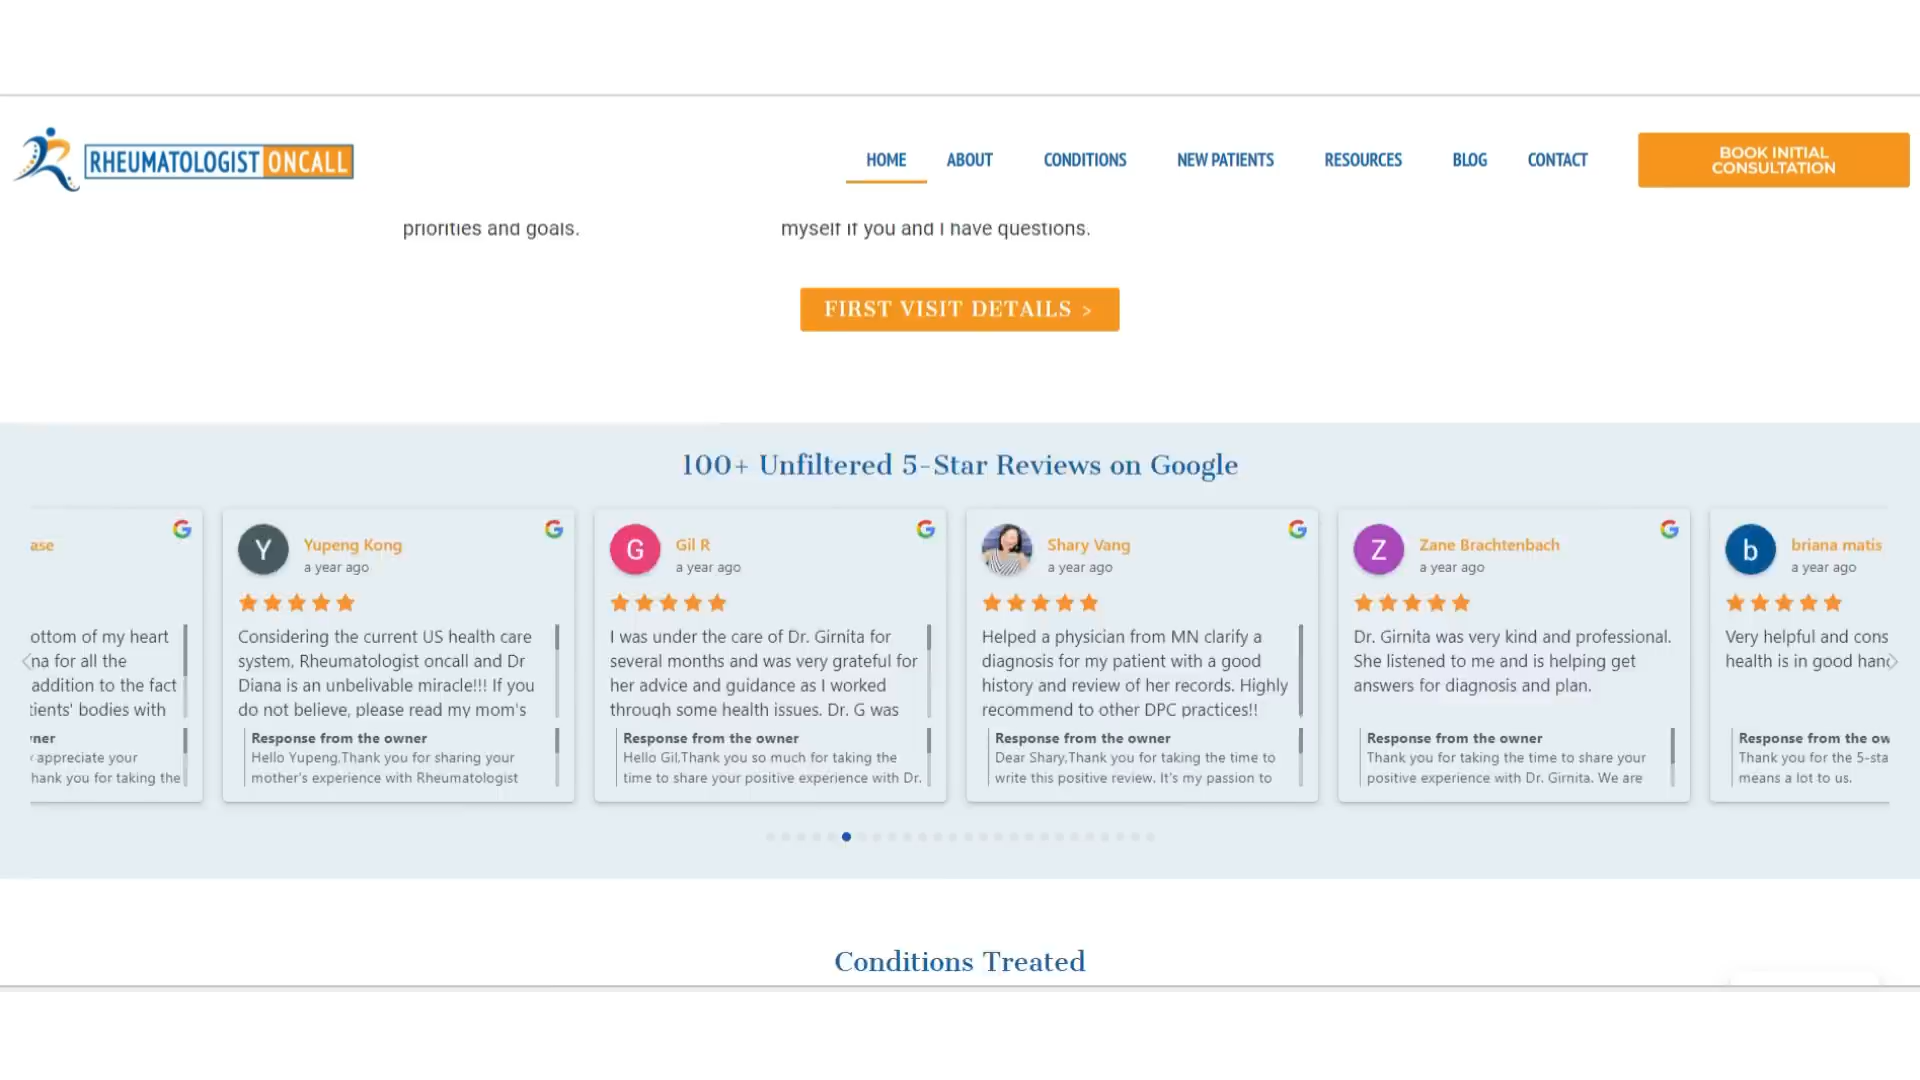 RHEUMATOLOGIST ONCALL
HOME
ABOUT
CONDITIONS
NEW PATIENTS
RESOURCES
BLOG
CONTACT
BOOK INITIAL
CONSULTATION
priorities and goals.
myself if you and I have questions.
FIRST VISIT DETAILS >
100+ Unfiltered 5-Star Reviews on Google
ase
ottom of my heart
na for all the
addition to the fact
tients' bodies with
ner
appreciate your
hank you for taking the
Y
Yupeng Kong
a year ago
Considering the current US health care
system, Rheumatologist oncall and Dr
Diana is an unbelivable miracle!!! If you
do not believe, please read my mom's
Response from the owner
Hello Yupeng,Thank you for sharing your
mother's experience with Rheumatologist
G
Gil R
a year ago
I was under the care of Dr. Girnita for
several months and was very grateful for
her advice and guidance as I worked
through some health issues. Dr. G was
Response from the owner
Hello Gil,Thank you so much for taking the
time to share your positive experience with Dr.
Shary Vang
a year ago
Helped a physician from MN clarify a
diagnosis for my patient with a good
history and review of her records. Highly
recommend to other DPC practices!!
Response from the owner
Dear Shary,Thank you for taking the time to
write this positive review. It's my passion to
Z
Zane Brachtenbach
a year ago
Dr. Girnita was very kind and professional.
She listened to me and is helping get
answers for diagnosis and plan.
Response from the owner
Thank you for taking the time to share your
positive experience with Dr. Girnita. We are
b
briana matis
a year ago
Very helpful and cons
health is in good hand
Response from the ow
Thank you for the 5-sta
means a lot to us.
Conditions Treated